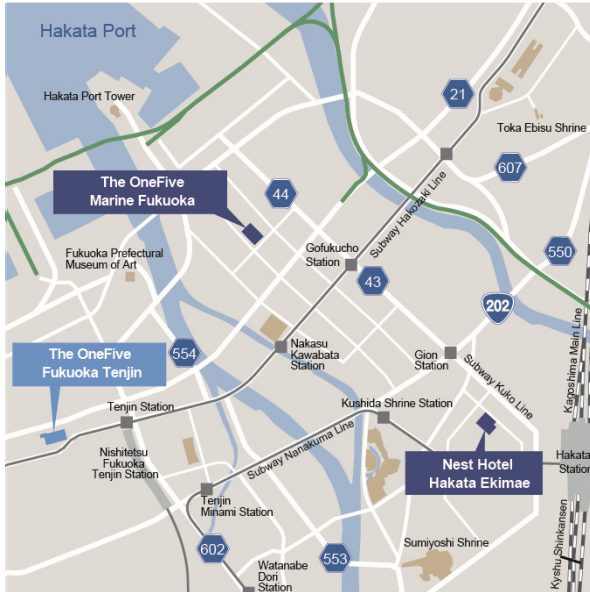 Hakata Port
Hakata Port Tower
21
Toka Ebisu Shrine
607
The OneFive
Marine Fukuoka
44
Subway Hakozaki Line
Gofukucho
Station
550
Fukuoka Prefectural
Museum of Art
43
202
Kagoshima Main Line
554
Nakasu
Kawabata
Station
Gion
Station
The OneFive
Fukuoka Tenjin
Subway Kuko Line
Tenjin Station
Kushida Shrine Station
Nishitetsu
Fukuoka
Tenjin Station
Subway Nanakuma Line
Nest Hotel
Hakata Ekimae
Hakata
Station
Tenjin
Minami Station
602
553
Sumiyoshi Shrine
Watanabe
Dori
Station
Kyshu Shinkansen